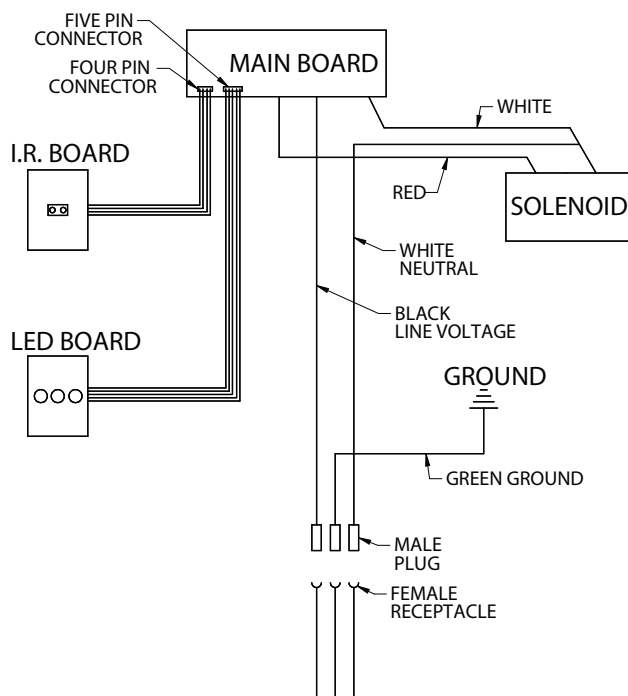 FIVE PIN
CONNECTOR
MAIN BOARD
FOUR PIN
CONNECTOR
WHITE
I.R. BOARD
RED
SOLENOID
WHITE
NEUTRAL
BLACK
LINE VOLTAGE
LED BOARD
GROUND
GREEN GROUND
MALE
PLUG
FEMALE
RECEPTACLE